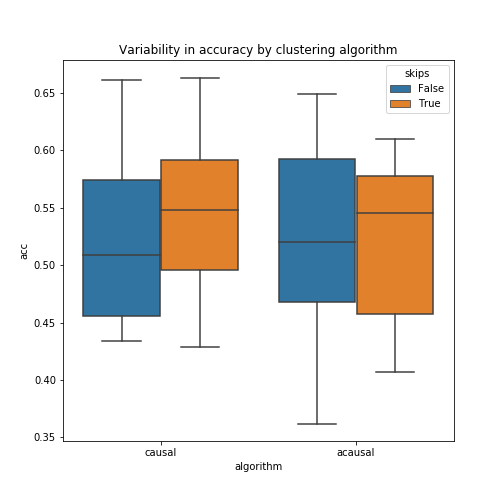 Variability in accuracy by clustering algorithm
skips
False
True
acc
0.65
0.60
0.55
0.50
0.45
0.40
0.35
causal acausal
algorithm